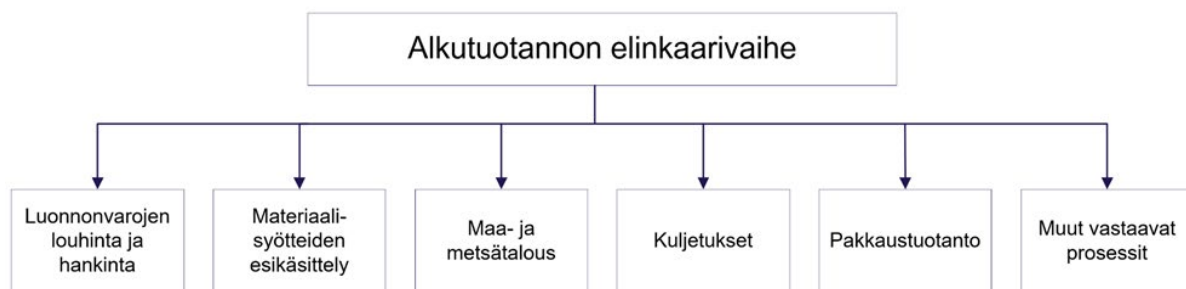 Alkutuotannon elinkaarivaihe
Luonnonvarojen
louhinta ja
hankinta
Materiaali-
syötteiden
esikäsittely
Maa- ja
metsätalous
Kuljetukset
Pakkaustuotanto
Muut vastaavat
prosessit